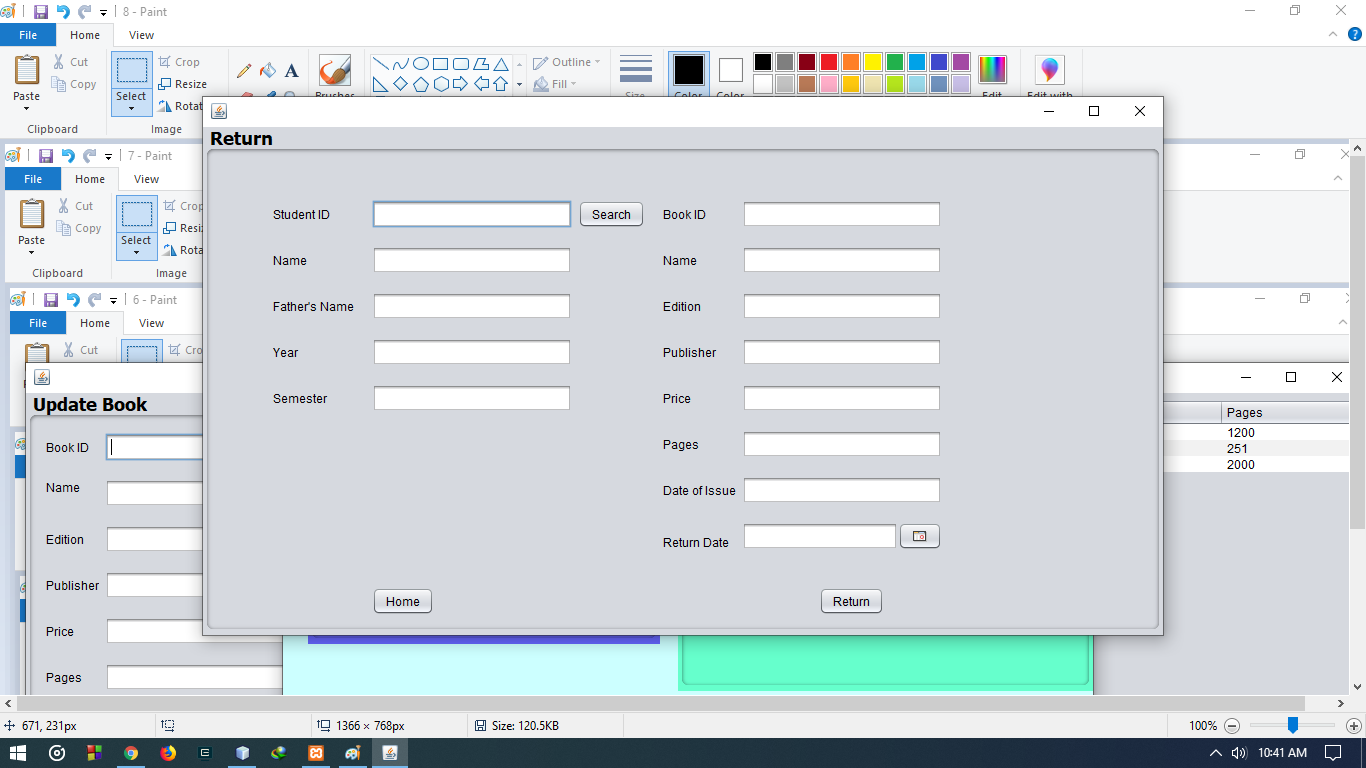 8 - Paint
File Home View
Cut Crop
Copy Resize
Paste Select Rotat Brushes Outline Fill Size Color Color Edit Edit with
Clipboard Image
Return
7 - Paint
File Home View
Cut Crop
Copy Resi
Paste Select Rota
Clipboard Image
Student ID Search Book ID
Name Name
Father's Name Edition
Year Publisher
Semester Price
Pages
Date of Issue
Return Date
Home Return
6 - Paint
File Home View
Cut Cro
Update Book
Book ID
Name
Edition
Publisher
Price
Pages
Pages
1200
251
2000
671, 231px 1366 × 768px Size: 120.5KB 100%
10:41 AM